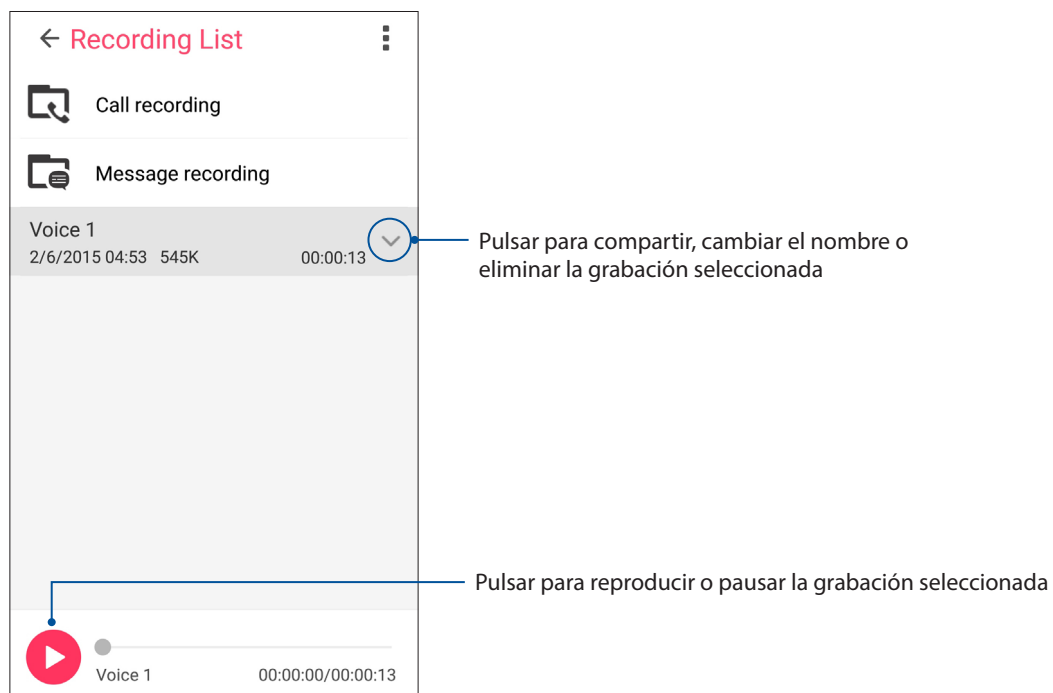 Recording List
Call recording
Message recording
Voice 1
2/6/2015 04:53 545K 00:00:13
Pulsar para compartir, cambiar el nombre o
eliminar la grabación seleccionada
Pulsar para reproducir o pausar la grabación seleccionada
Voice 1 00:00:00/00:00:13